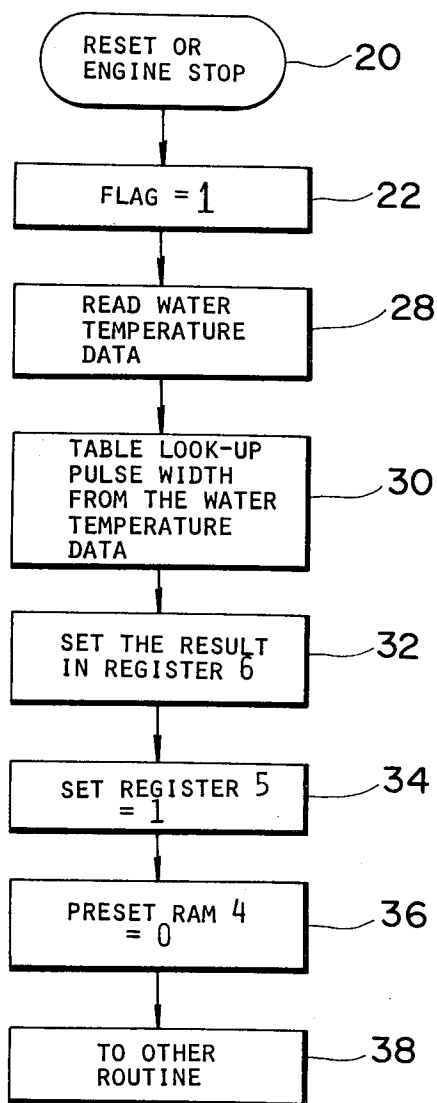 RESET OR
ENGINE STOP
20
FLAG = 1
22
READ WATER
TEMPERATURE
DATA
28
TABLE LOOK-UP
PULSE WIDTH
FROM THE WATER
TEMPERATURE
DATA
30
SET THE RESULT
IN REGISTER 6
32
SET REGISTER 5
= 1
34
PRESET RAM 4
= 0
36
TO OTHER
ROUTINE
38